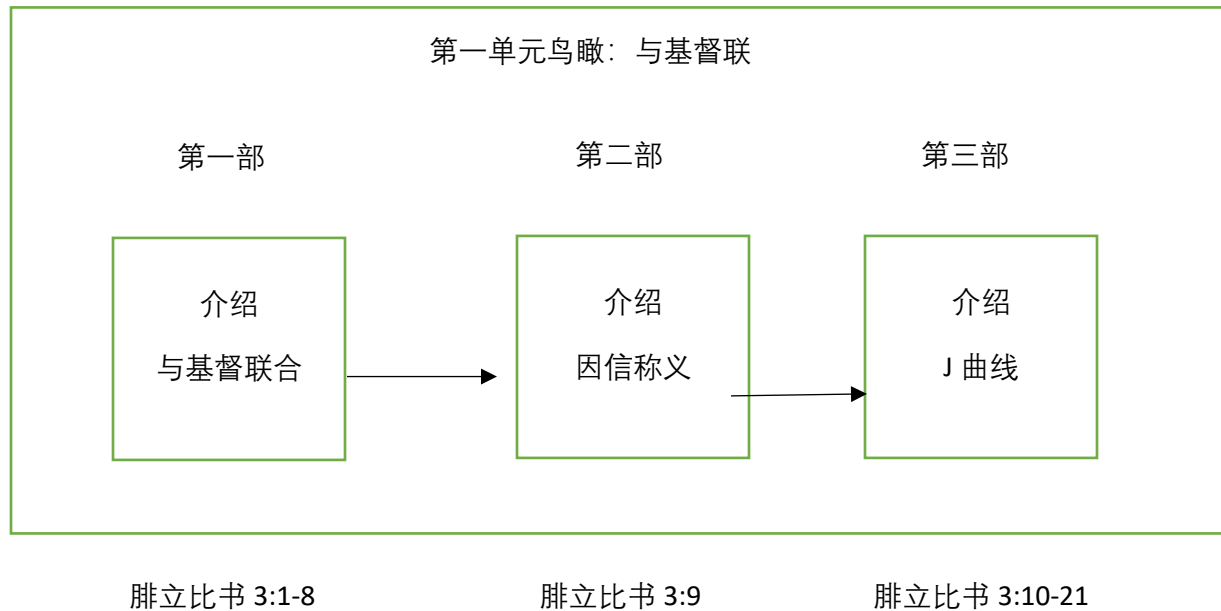 第一单元鸟瞰：与基督联
第一部
第二部
第三部
介绍
与基督联合
介绍
因信称义
介绍
J 曲线
腓立比书 3:1-8
腓立比书 3:9
腓立比书 3:10-21